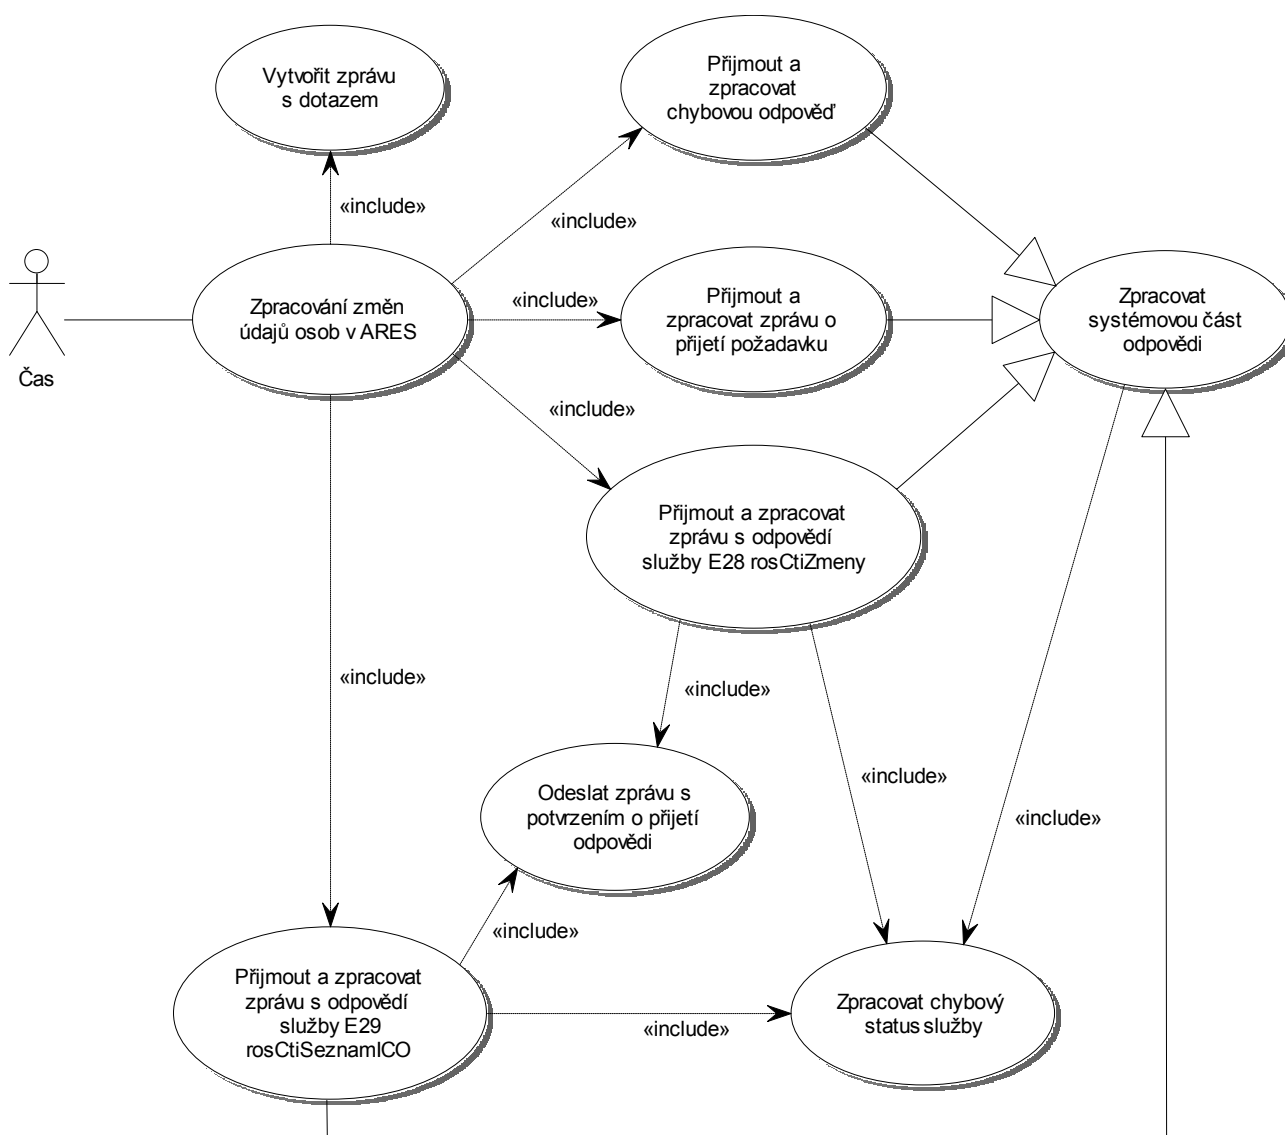 Vytvořit zprávu
s dotazem
Přijmout a
zpracovat
chybovou odpověď
«include»
«include»
Zpracování změn
údajů osob v ARES
«include»
Přijmout a
zpracovat zprávu o
přijetí požadavku
Zpracovat
systémovou část
odpovědi
Čas
«include»
Přijmout a zpracovat
zprávu s odpovědí
služby E28 rosCtiZmeny
«include»
«include»
«include»
«include»
Odeslat zprávu s
potvrzením o přijetí
odpovědi
«include»
Přijmout a zpracovat
zprávu s odpovědí
služby E29
rosCtiSeznamICO
«include»
Zpracovat chybový
status služby